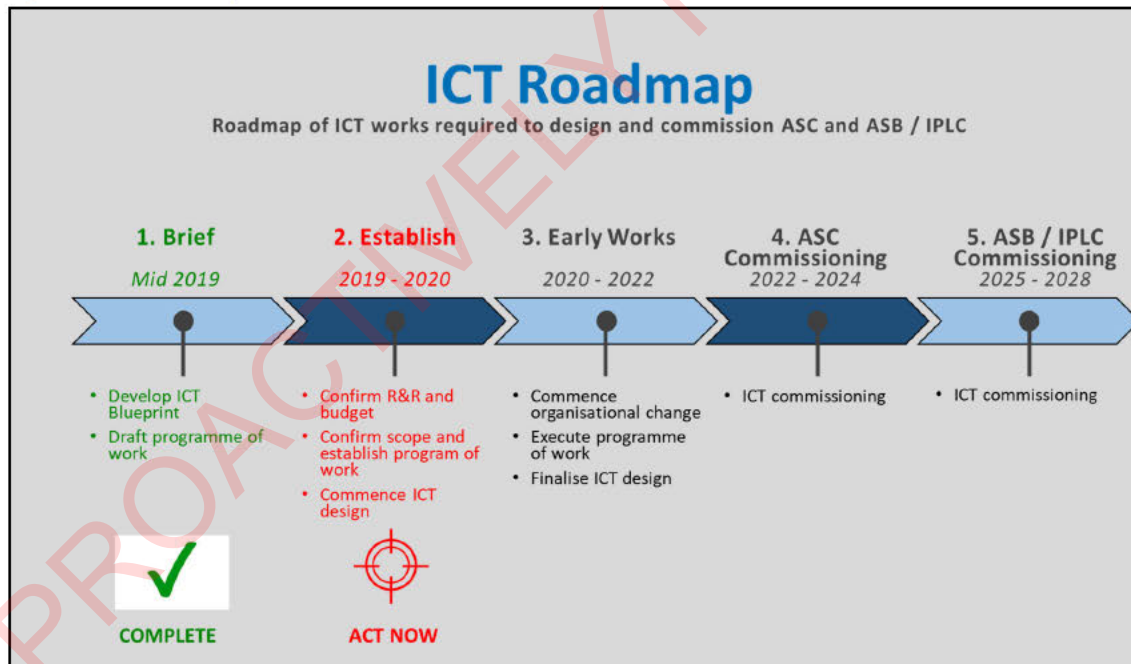 ICT Roadmap
Roadmap of ICT works required to design and commission ASC and ASB / IPLC
1. Brief
Mid 2019
• Develop ICT
Blueprint
• Draft programme of
work
COMPLETE
2. Establish
2019 - 2020
• Confirm R&R and
budget
• Confirm scope and
establish program of
work
• Commence ICT
design
ACT NOW
3. Early Works
2020 - 2022
• Commence
organisational change
• Execute programme
of work
• Finalise ICT design
4. ASC
Commissioning
2022 - 2024
• ICT commissioning
5. ASB / IPLC
Commissioning
2025 - 2028
• ICT commissioning
PROACTIVELY